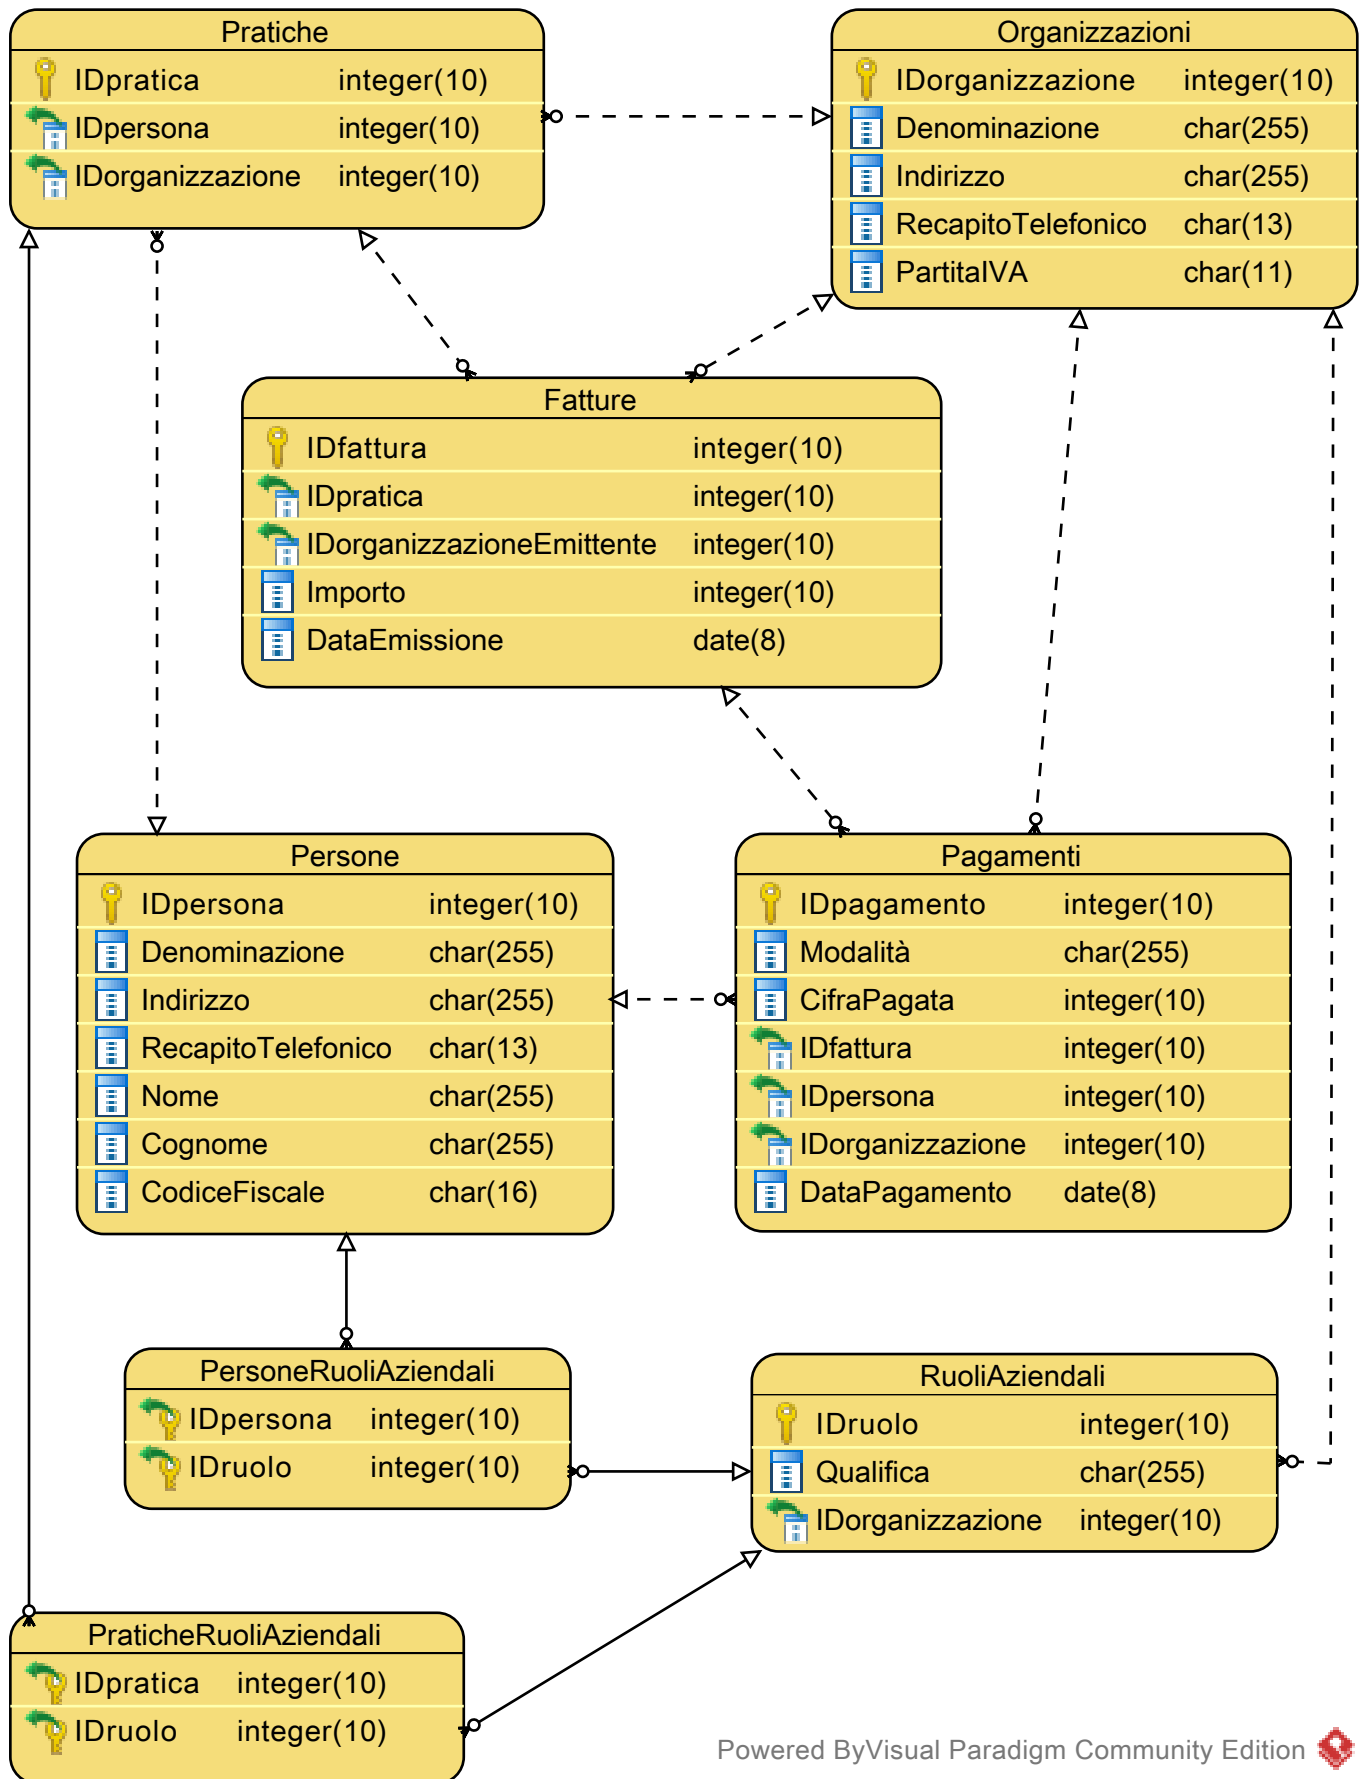 Pratiche
IDpratica integer(10)
IDpersona integer(10)
IDorganizzazione integer(10)
Organizzazioni
IDorganizzazione integer(10)
Denominazione char(255)
Indirizzo char(255)
RecapitoTelefonico char(13)
PartitaIVA char(11)
Fatture
IDfattura integer(10)
IDpratica integer(10)
IDorganizzazioneEmittente integer(10)
Importo integer(10)
DataEmissione date(8)
Persone
IDpersona integer(10)
Denominazione char(255)
Indirizzo char(255)
RecapitoTelefonico char(13)
Nome char(255)
Cognome char(255)
CodiceFiscale char(16)
Pagamenti
IDpagamento integer(10)
Modalità char(255)
CifraPagata integer(10)
IDfattura integer(10)
IDpersona integer(10)
IDorganizzazione integer(10)
DataPagamento date(8)
PersoneRuoliAziendali
IDpersona integer(10)
IDruolo integer(10)
RuoliAziendali
IDruolo integer(10)
Qualifica char(255)
IDorganizzazione integer(10)
PraticheRuoliAziendali
IDpratica integer(10)
IDruolo integer(10)
Powered ByVisual Paradigm Community Edition